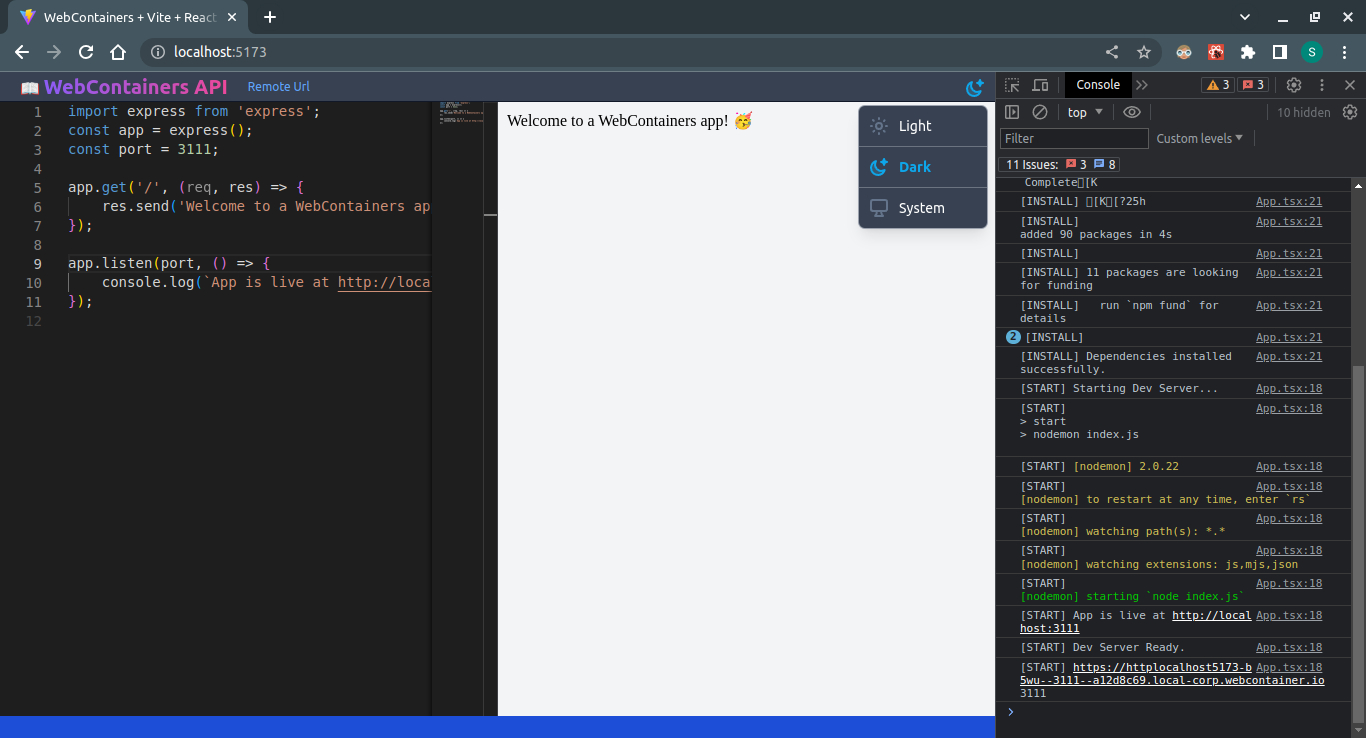 WebContainers + Vite + React
localhost:5173
S
📖 WebContainers API Remote Url
1 import express from 'express';
2 const app = express();
3 const port = 3111;
4
5 app.get('/', (req, res) => {
6 res.send('Welcome to a WebContainers ap
7 });
8
9 app.listen(port, () => {
10 console.log(`App is live at http://loca
11 });
12
Welcome to a WebContainers app! 🥳
Light
Dark
System
Console 3 3
top 10 hidden
Filter Custom levels
11 Issues: 3 8
Complete[K
[INSTALL] [K[?25h App.tsx:21
[INSTALL] App.tsx:21
added 90 packages in 4s
[INSTALL] App.tsx:21
[INSTALL] 11 packages are looking App.tsx:21
for funding
[INSTALL] run `npm fund` for App.tsx:21
details
2 [INSTALL] App.tsx:21
[INSTALL] Dependencies installed App.tsx:21
successfully.
[START] Starting Dev Server... App.tsx:18
[START] App.tsx:18
> start
> nodemon index.js
[START] [nodemon] 2.0.22 App.tsx:18
[START] App.tsx:18
[nodemon] to restart at any time, enter `rs`
[START] App.tsx:18
[nodemon] watching path(s): *.*
[START] App.tsx:18
[nodemon] watching extensions: js,mjs,json
[START] App.tsx:18
[nodemon] starting `node index.js`
[START] App is live at http://local App.tsx:18
host:3111
[START] Dev Server Ready. App.tsx:18
[START] https://httplocalhost5173-b App.tsx:18
5wu--3111--a12d8c69.local-corp.webcontainer.io
3111
>